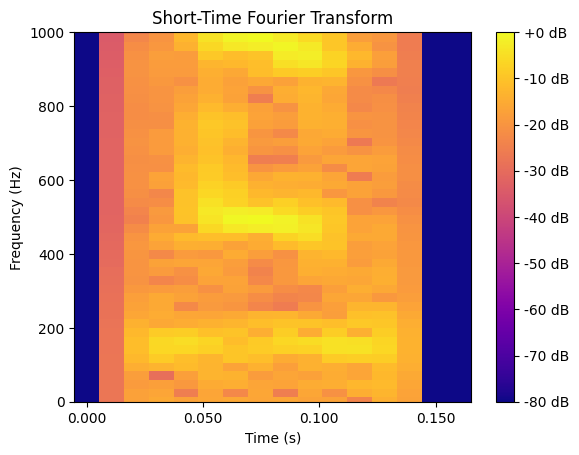 Short-Time Fourier Transform
1000
800
600
400
200
0
Frequency (Hz)
0.000
0.050
0.100
0.150
Time (s)
+0 dB
-10 dB
-20 dB
-30 dB
-40 dB
-50 dB
-60 dB
-70 dB
-80 dB